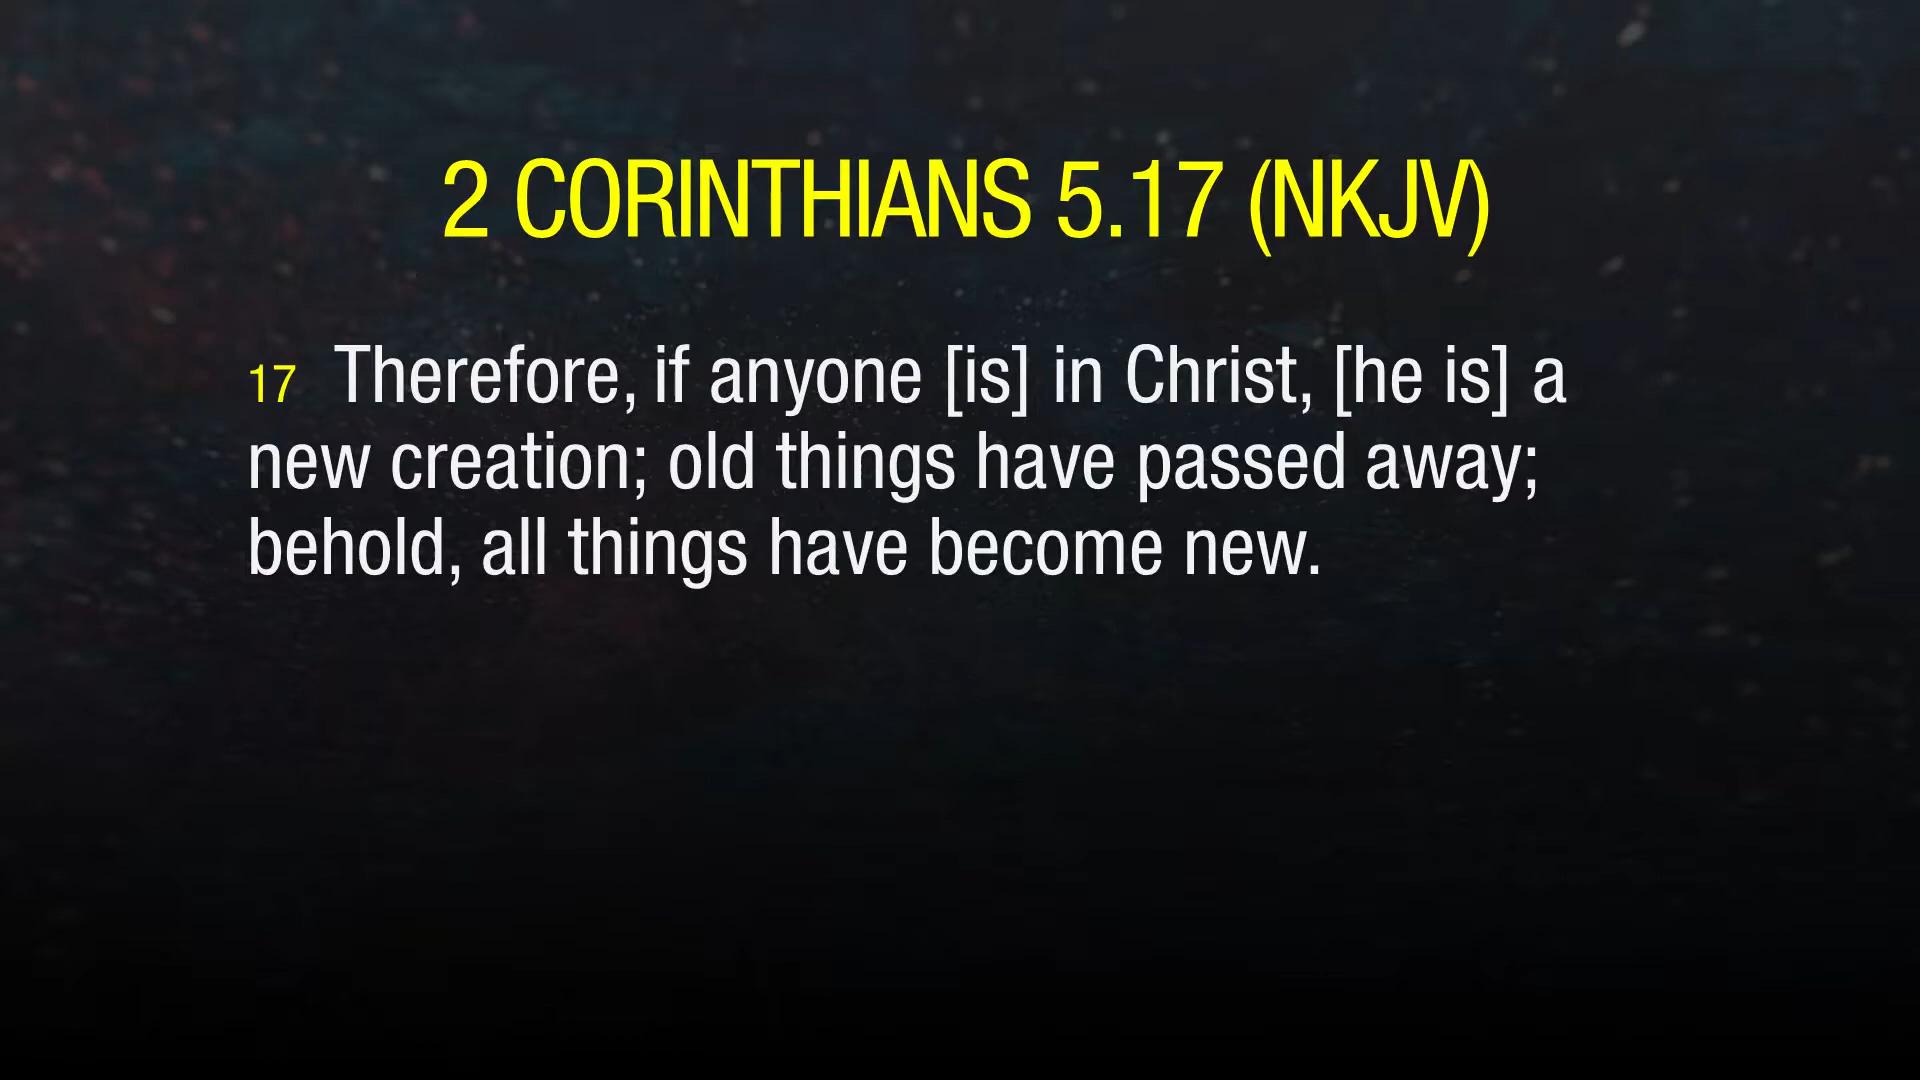 2 CORINTHIANS 5.17 (NKJV)
17 Therefore, if anyone [is] in Christ, [he is] a
new creation; old things have passed away;
behold, all things have become new.